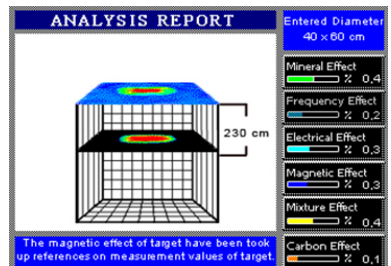 ANALYSIS REPORT
Entered Diameter
40 x 60 cm
Mineral Effect
% 0,4
Frequency Effect
% 0,2
Electrical Effect
% 0,3
Magnetic Effect
% 0,3
Mixture Effect
% 0,4
Carbon Effect
% 0,1
230 cm
The magnetic effect of target have been took
up references on measurement values of target.